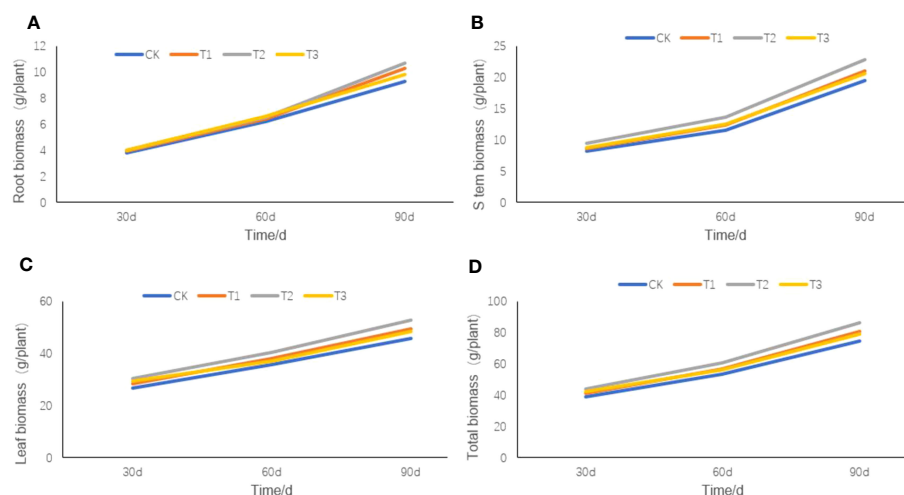 A
CK T1 T2 T3
Root biomass (g/plant)
12
10
8
6
4
2
0
30d 60d 90d
Time/d
B
CK T1 T2 T3
S tem biomass (g/plant)
25
20
15
10
5
0
30d 60d 90d
Time/d
C
CK T1 T2 T3
Leaf biomass (g/plant)
60
40
20
0
30d 60d 90d
Time/d
D
CK T1 T2 T3
Total biomass (g/plant)
100
80
60
40
20
0
30d 60d 90d
Time/d